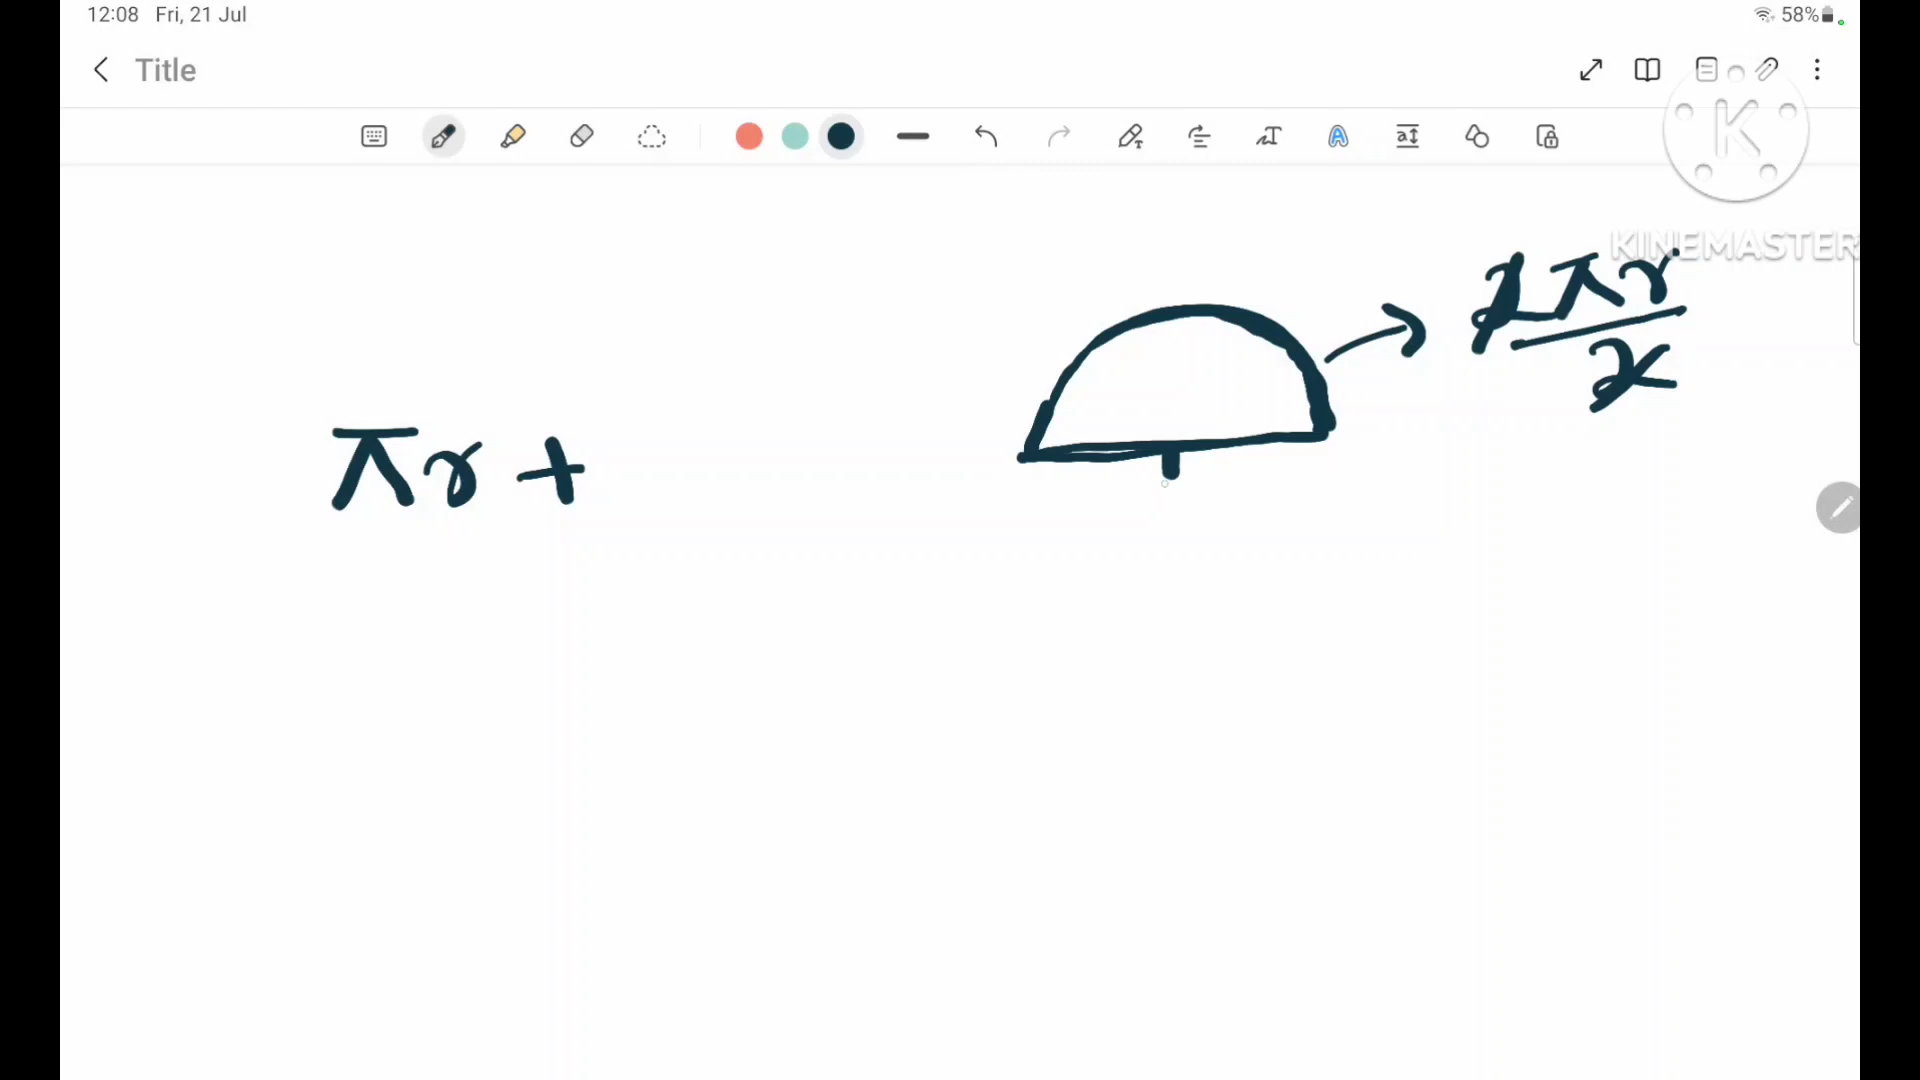 12:08 Fri, 21 Jul 58%
Title
K
KINEMASTER
2πr
2
πr +